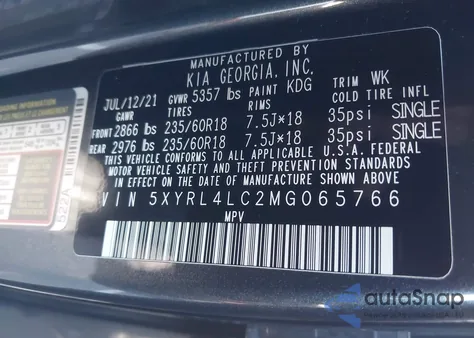 MANUFACTURED BY
KIA GEORGIA, INC.
JUL/12/21 GVWR 5357 lbs PAINT KDG TRIM WK
GAWR TIRES RIMS COLD TIRE INFL
FRONT 2866 lbs 235/60R18 7.5J×18 35psi SINGLE
REAR 2976 lbs 235/60R18 7.5J×18 35psi SINGLE
THIS VEHICLE CONFORMS TO ALL APPLICABLE U.S.A. FEDERAL
MOTOR VEHICLE SAFETY AND THEFT PREVENTION STANDARDS
IN EFFECT ON THE DATE OF MANUFACTURE SHOWN ABOVE
VIN 5XYRL4LC2MG065766
MPV
522A
autoSnap